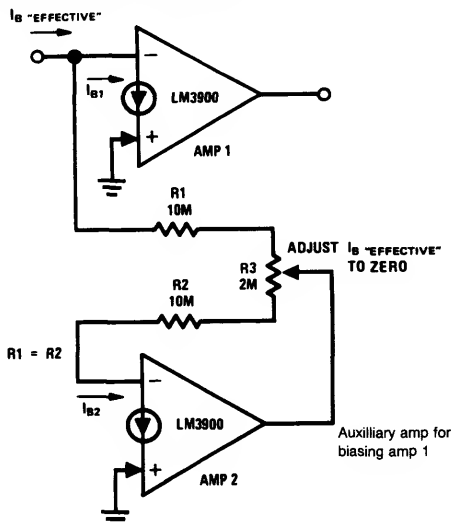 IB "EFFECTIVE"
−
IB1
LM3900
+
AMP 1
R1
10M
ADJUST IB "EFFECTIVE"
TO ZERO
R3
2M
R2
10M
R1 = R2
−
IB2
LM3900
+
AMP 2
Auxilliary amp for
biasing amp 1